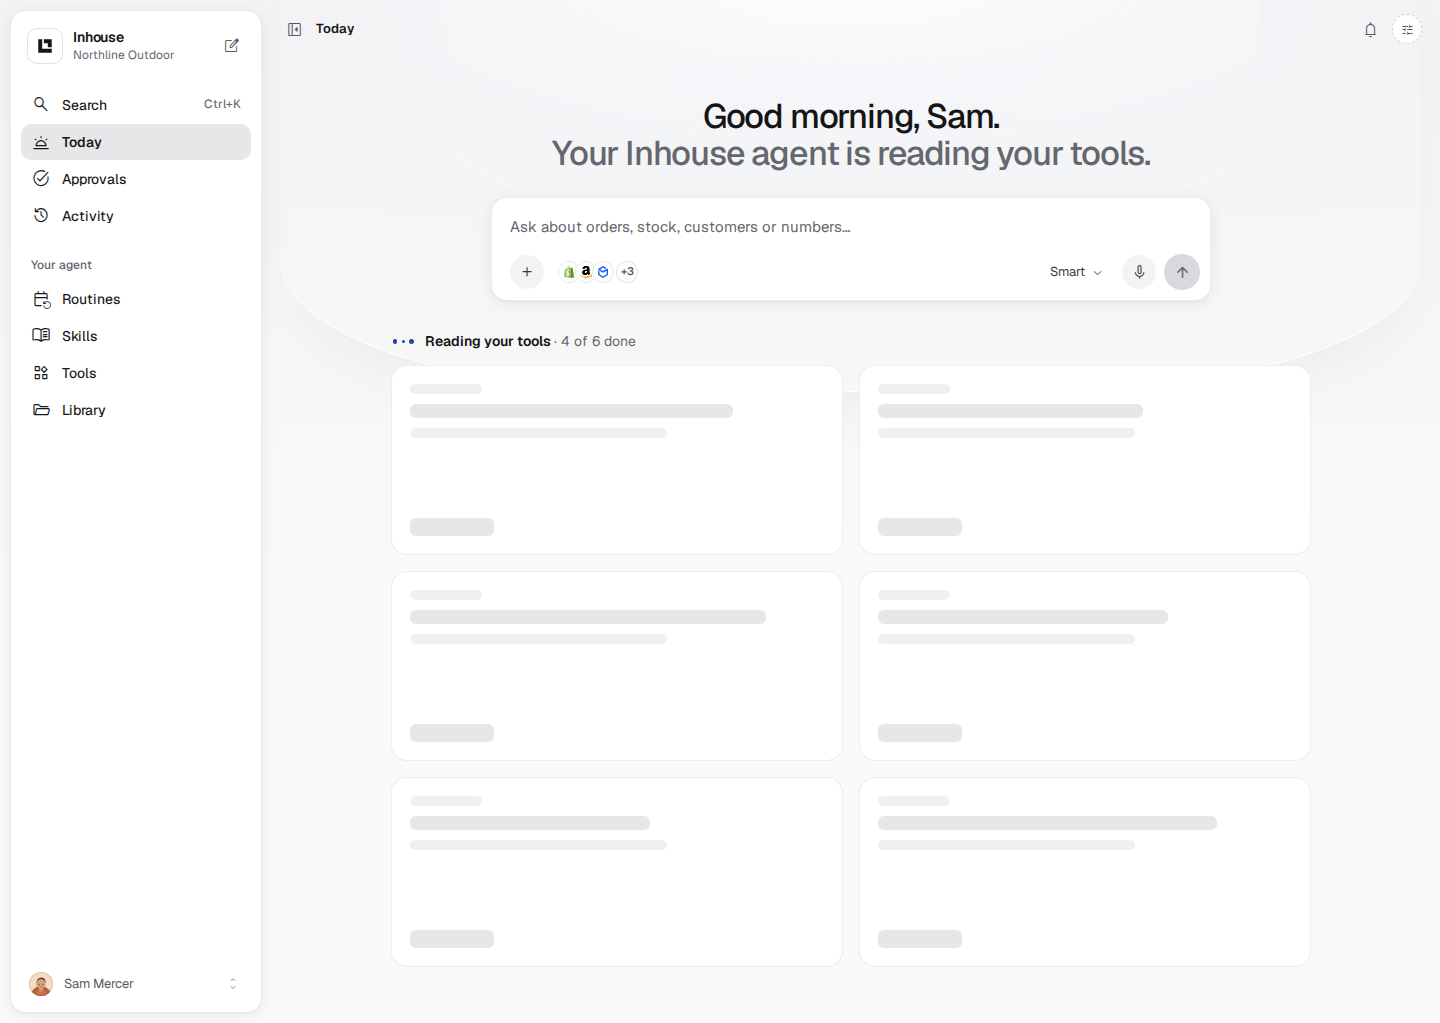 Inhouse
Northline Outdoor
Search
Ctrl+K
Today
Approvals
Activity
Your agent
Routines
Skills
Tools
Library
Sam Mercer
Today
Good morning, Sam.
Your Inhouse agent is reading your tools.
Ask about orders, stock, customers or numbers…
+3
Smart
Reading your tools · 4 of 6 done